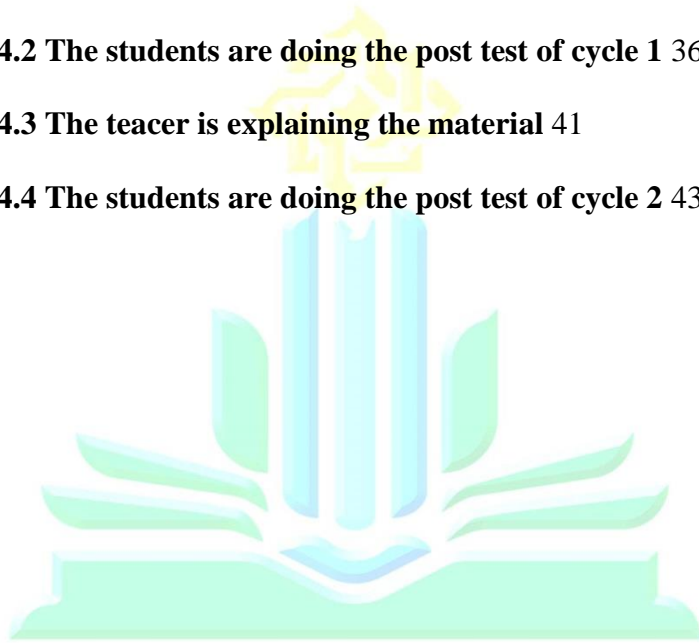 4.2 The students are doing the post test of cycle 1 36
4.3 The teacer is explaining the material 41
4.4 The students are doing the post test of cycle 2 43